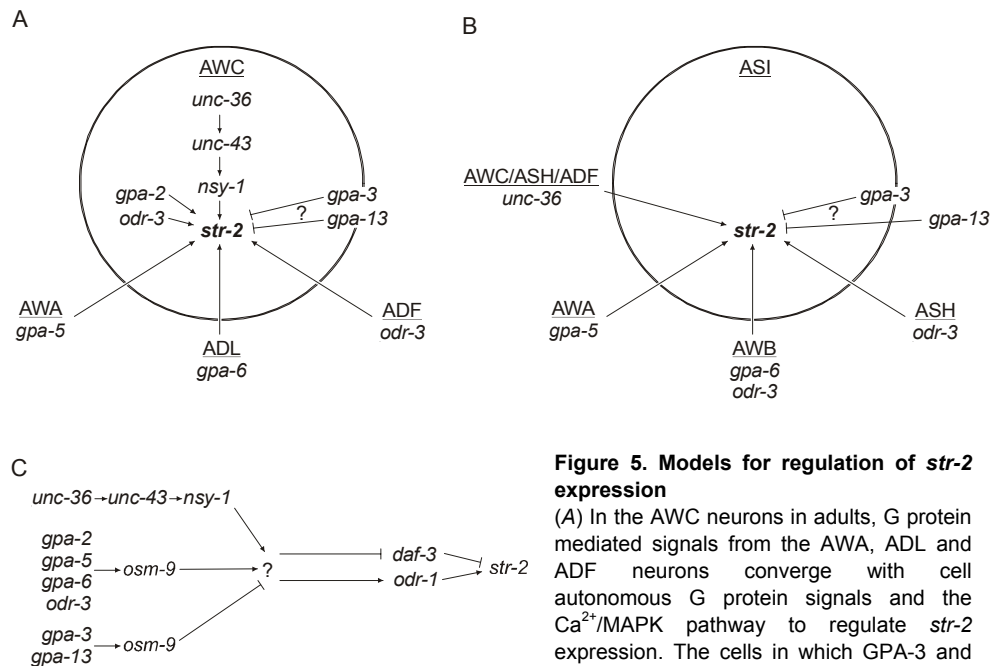 A
AWC
unc-36
unc-43
nsy-1
gpa-2
odr-3
str-2
gpa-3
?
gpa-13
AWA
gpa-5
ADL
gpa-6
ADF
odr-3
B
ASI
AWC/ASH/ADF
unc-36
str-2
gpa-3
?
gpa-13
AWA
gpa-5
AWB
gpa-6
odr-3
ASH
odr-3
C
unc-36 unc-43 nsy-1
gpa-2
gpa-5
gpa-6
odr-3
osm-9
?
gpa-3
gpa-13
osm-9
daf-3
odr-1
str-2
Figure 5. Models for regulation of str-2
expression
(A) In the AWC neurons in adults, G protein
mediated signals from the AWA, ADL and
ADF neurons converge with cell
autonomous G protein signals and the
Ca2+/MAPK pathway to regulate str-2
expression. The cells in which GPA-3 and